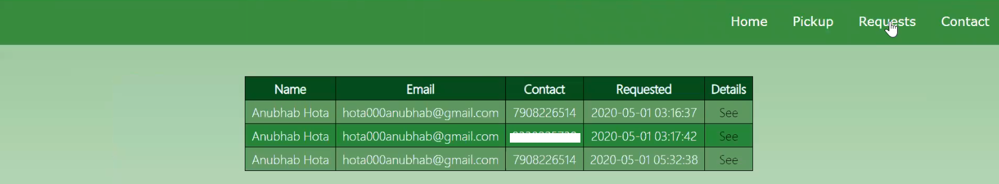 Home Pickup Requests Contact
Name Email Contact Requested Details
Anubhab Hota hota000anubhab@gmail.com 7908226514 2020-05-01 03:16:37 See
Anubhab Hota hota000anubhab@gmail.com 2020-05-01 03:17:42 See
Anubhab Hota hota000anubhab@gmail.com 7908226514 2020-05-01 05:32:38 See